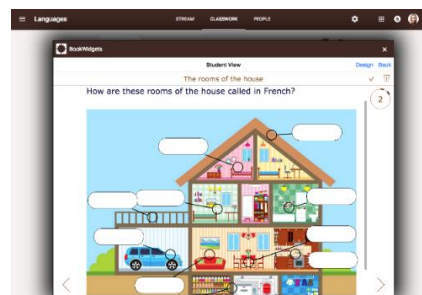 Languages
STREAM CLASSWORK PEOPLE
BookWidgets
Student View
Design Back
The rooms of the house
How are these rooms of the house called in French?
2